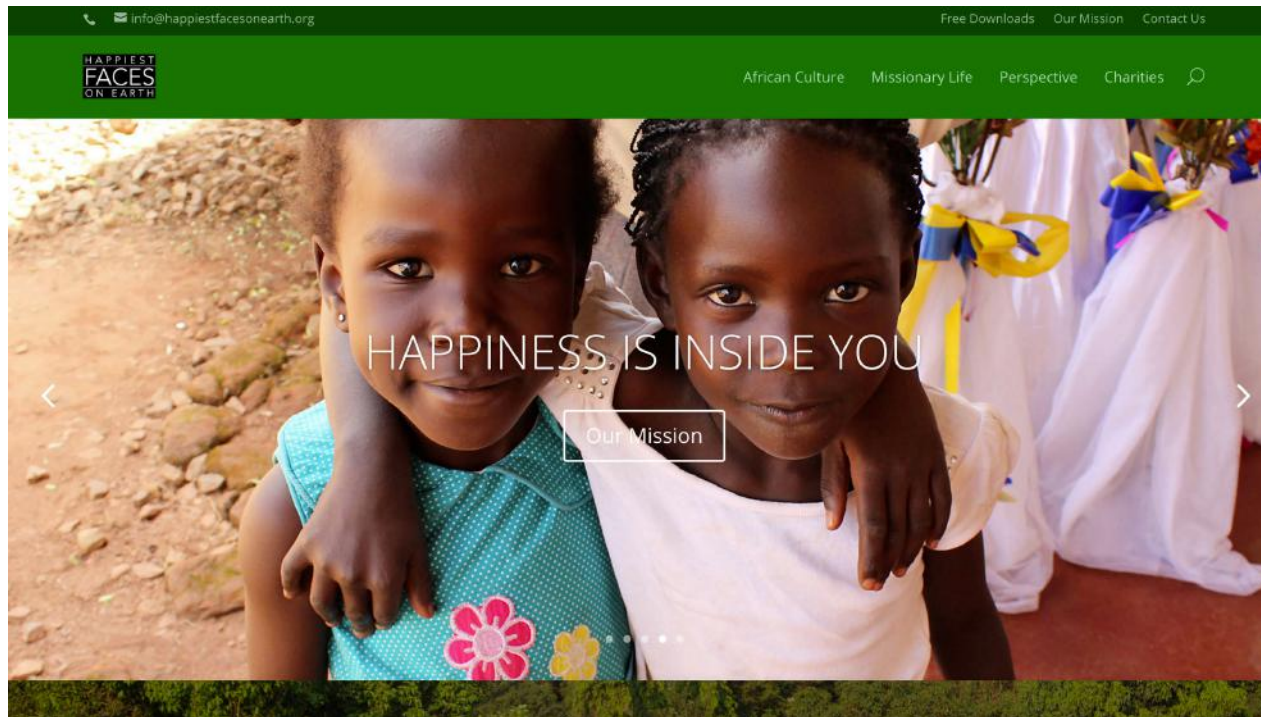 info@happiestfacesonearth.org
Free Downloads Our Mission Contact Us
HAPPIEST
FACES
ON EARTH
African Culture Missionary Life Perspective Charities
HAPPINESS IS INSIDE YOU
Our Mission